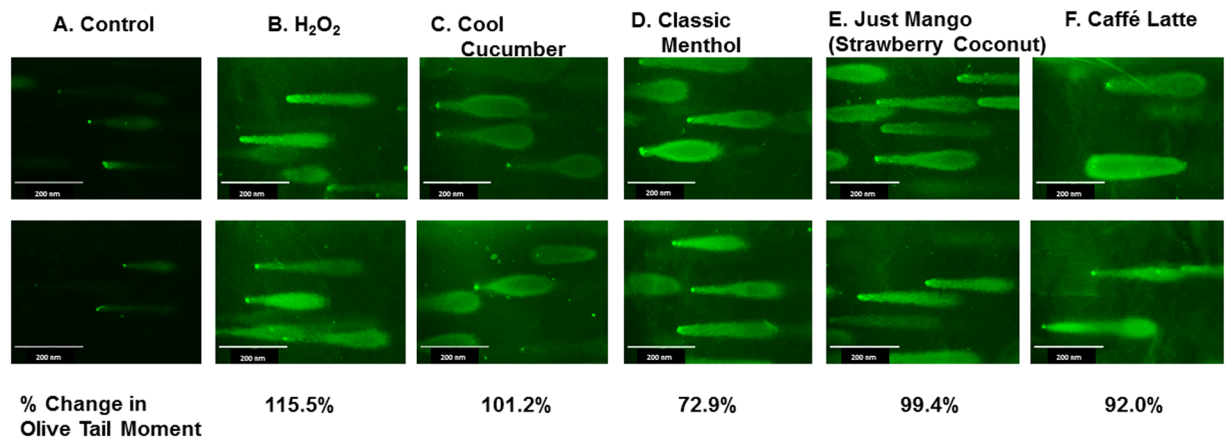 A. Control
B. H₂O₂
C. Cool
Cucumber
D. Classic
Menthol
E. Just Mango
(Strawberry Coconut)
F. Caffé Latte
200 nm
200 nm
200 nm
200 nm
200 nm
200 nm
200 nm
200 nm
200 nm
200 nm
200 nm
200 nm
% Change in
Olive Tail Moment
115.5%
101.2%
72.9%
99.4%
92.0%